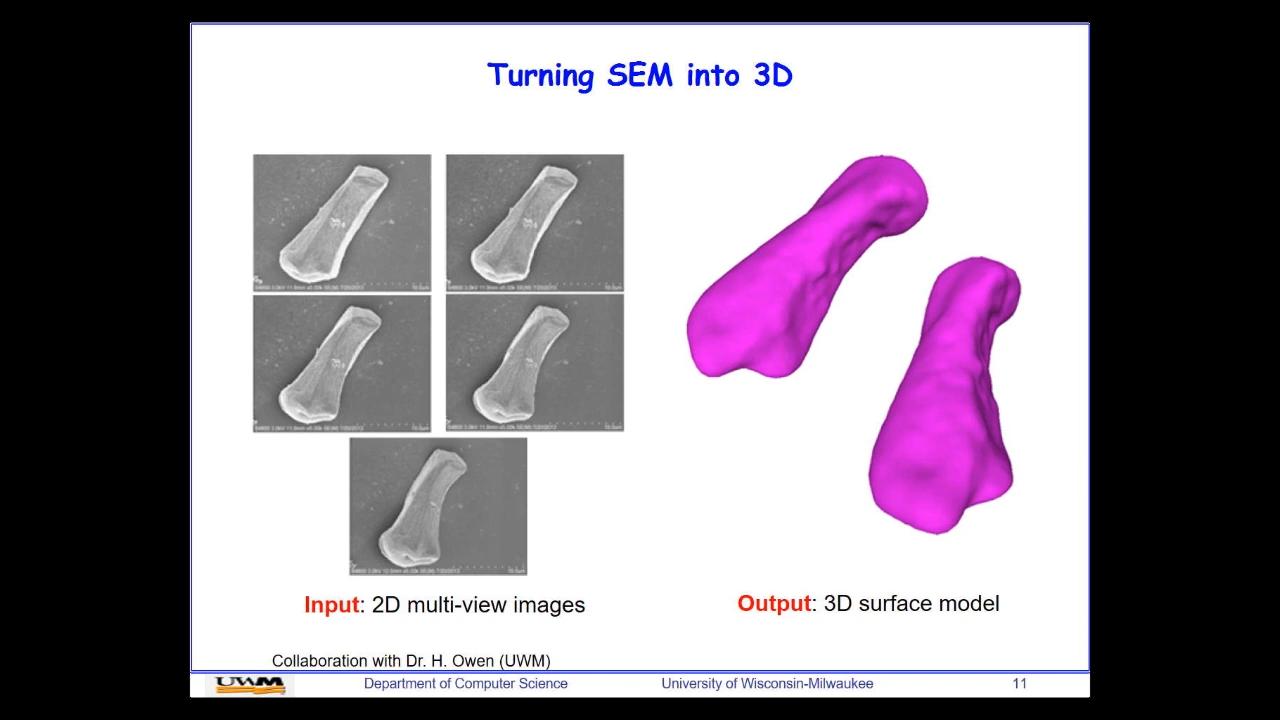 Turning SEM into 3D
Input: 2D multi-view images
Output: 3D surface model
Collaboration with Dr. H. Owen (UWM)
UWM
Department of Computer Science
University of Wisconsin-Milwaukee
11